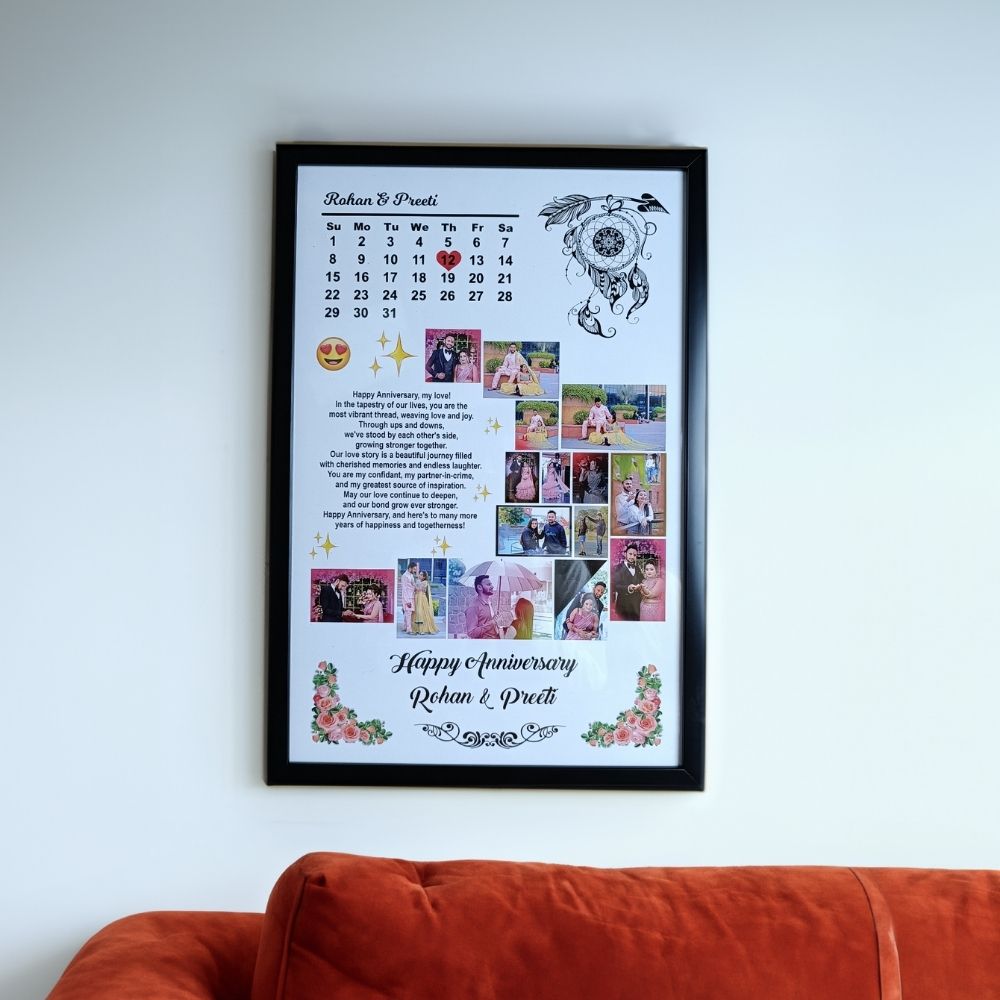 Rohan & Preeti
Su Mo Tu We Th Fr Sa
1 2 3 4 5 6 7
8 9 10 11 12 13 14
15 16 17 18 19 20 21
22 23 24 25 26 27 28
29 30 31
Happy Anniversary, my love!
In the tapestry of our lives, you are the
most vibrant thread, weaving love and joy.
Through ups and downs,
we've stood by each other's side,
growing stronger together.
Our love story is a beautiful journey filled
with cherished memories and endless laughter.
You are my confidant, my partner-in-crime,
and my greatest source of inspiration.
May our love continue to deepen,
and our bond grow ever stronger.
Happy Anniversary, and here's to many more
years of happiness and togetherness!
Happy Anniversary
Rohan & Preeti